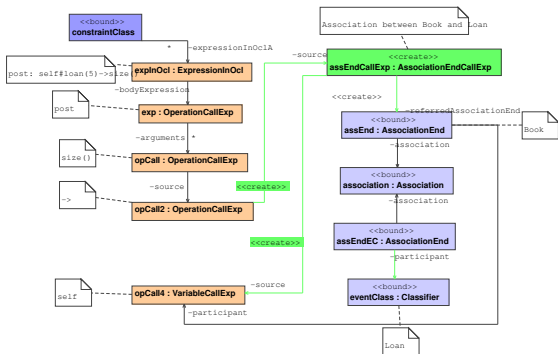 Association between Book and Loan
<<bound>>
constraintClass
* -expressionInOclA
-source
<<create>>
assEndCallExp : AssociationEndCallExp
post: self#loan(5)->size()
expInOcl : ExpressionInOcl
-bodyExpression
<<create>>
post
exp : OperationCallExp
-referredAssociationEnd
<<bound>>
assEnd : AssociationEnd
Book
-arguments *
-association
size()
opCall : OperationCallExp
<<bound>>
association : Association
-source
<<create>>
-association
->
opCall2 : OperationCallExp
<<bound>>
assEndEC : AssociationEnd
<<create>>
-participant
self
opCall4 : VariableCallExp
-source
<<bound>>
eventClass : Classifier
-participant
Loan